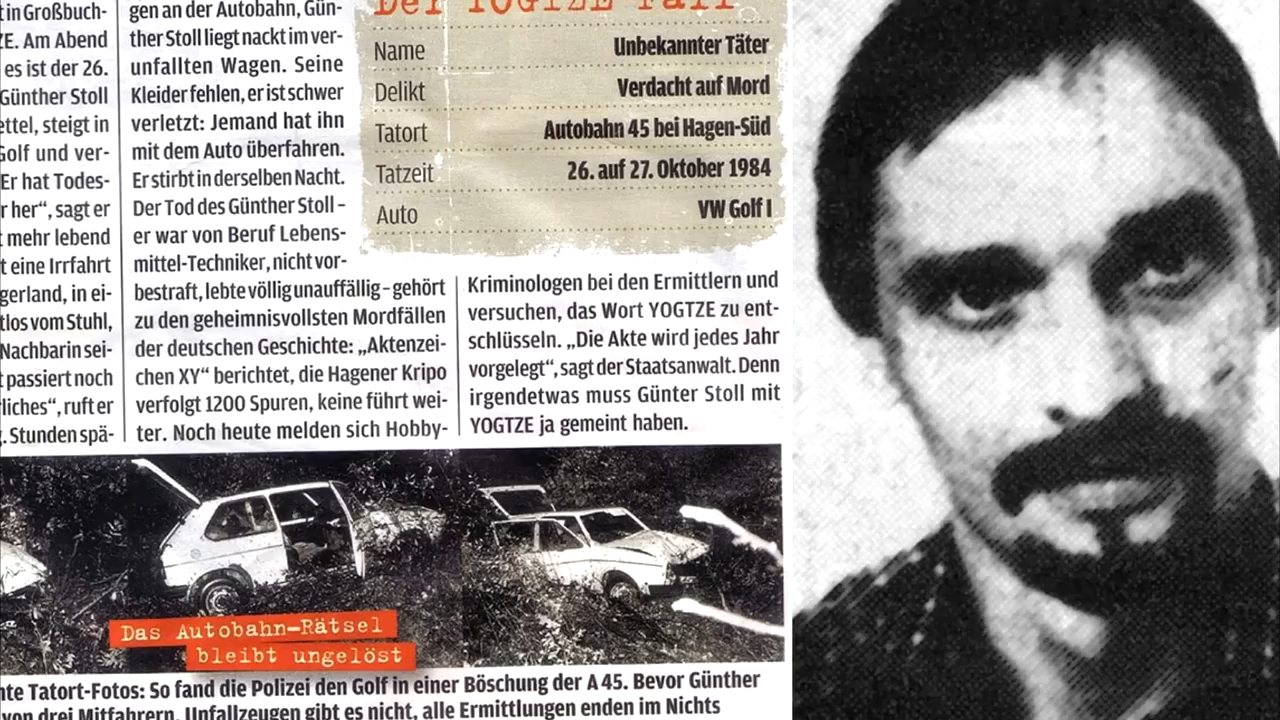 t in Großbuch-
E. Am Abend
es ist der 26.
Günther Stoll
ettel, steigt in
Golf und ver-
Er hat Todes-
r her“, sagt er
mehr lebend
t eine Irrfahrt
gerland, in ei-
tlos vom Stuhl,
Nachbarin sei-
t passiert noch
liches“, ruft er
. Stunden spä-
gen an der Autobahn, Gün-
ther Stoll liegt nackt im ver-
unfallten Wagen. Seine
Kleider fehlen, er ist schwer
verletzt: Jemand hat ihn
mit dem Auto überfahren.
Er stirbt in derselben Nacht.
Der Tod des Günther Stoll –
er war von Beruf Lebens-
mittel-Techniker, nicht vor-
bestraft, lebte völlig unauffällig – gehört
zu den geheimnisvollsten Mordfällen
der deutschen Geschichte: „Aktenzei-
chen XY“ berichtet, die Hagener Kripo
verfolgt 1200 Spuren, keine führt wei-
ter. Noch heute melden sich Hobby-
Der YOGTZE Fall
Name Unbekannter Täter
Delikt Verdacht auf Mord
Tatort Autobahn 45 bei Hagen-Süd
Tatzeit 26. auf 27. Oktober 1984
Auto VW Golf I
Kriminologen bei den Ermittlern und
versuchen, das Wort YOGTZE zu ent-
schlüsseln. „Die Akte wird jedes Jahr
vorgelegt“, sagt der Staatsanwalt. Denn
irgendetwas muss Günter Stoll mit
YOGTZE ja gemeint haben.
Das Autobahn-Rätsel
bleibt ungelöst
nte Tatort-Fotos: So fand die Polizei den Golf in einer Böschung der A 45. Bevor Günther
von drei Mitfahrern. Unfallzeugen gibt es nicht, alle Ermittlungen enden im Nichts